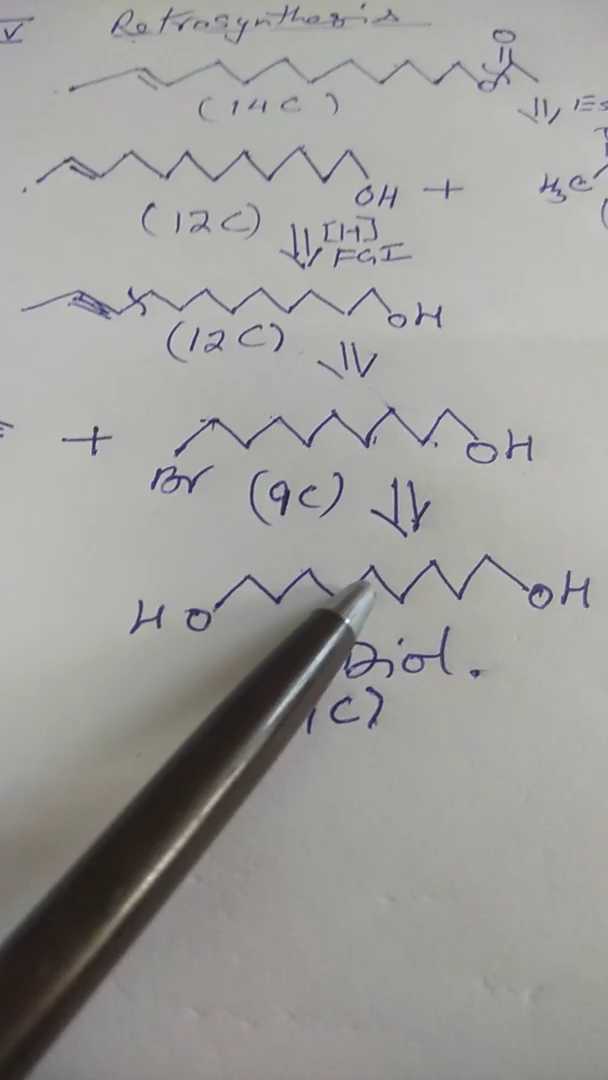 V Retrosynthesis
O
O
(14C)
Es
OH +
H3C
(12C) [H]
FGI
OH
(12C)
+ Br OH
(9C)
HO OH
Diol.
C)